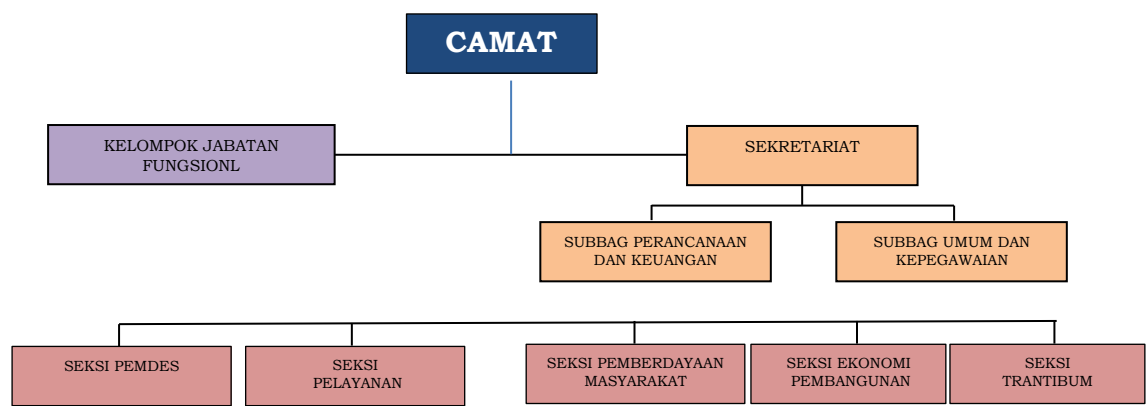 CAMAT
KELOMPOK JABATAN
FUNGSIONL
SEKRETARIAT
SUBBAG PERANCANAAN
DAN KEUANGAN
SUBBAG UMUM DAN
KEPEGAWAIAN
SEKSI PEMDES
SEKSI
PELAYANAN
SEKSI PEMBERDAYAAN
MASYARAKAT
SEKSI EKONOMI
PEMBANGUNAN
SEKSI
TRANTIBUM